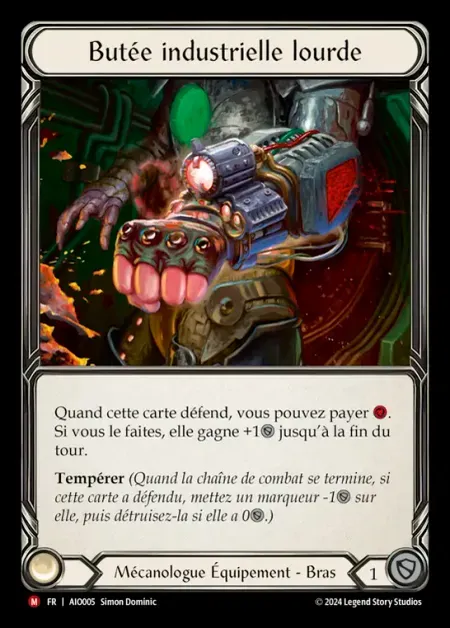 Butée industrielle lourde
Quand cette carte défend, vous pouvez payer.
Si vous le faites, elle gagne +1 jusqu'à la fin du
tour.
Tempérer (Quand la chaîne de combat se termine, si
cette carte a défendu, mettez un marqueur -1 sur
elle, puis détruisez-la si elle a 0.)
Mécanologue Équipement - Bras
1
M FR | AIO005 Simon Dominic
© 2024 Legend Story Studios